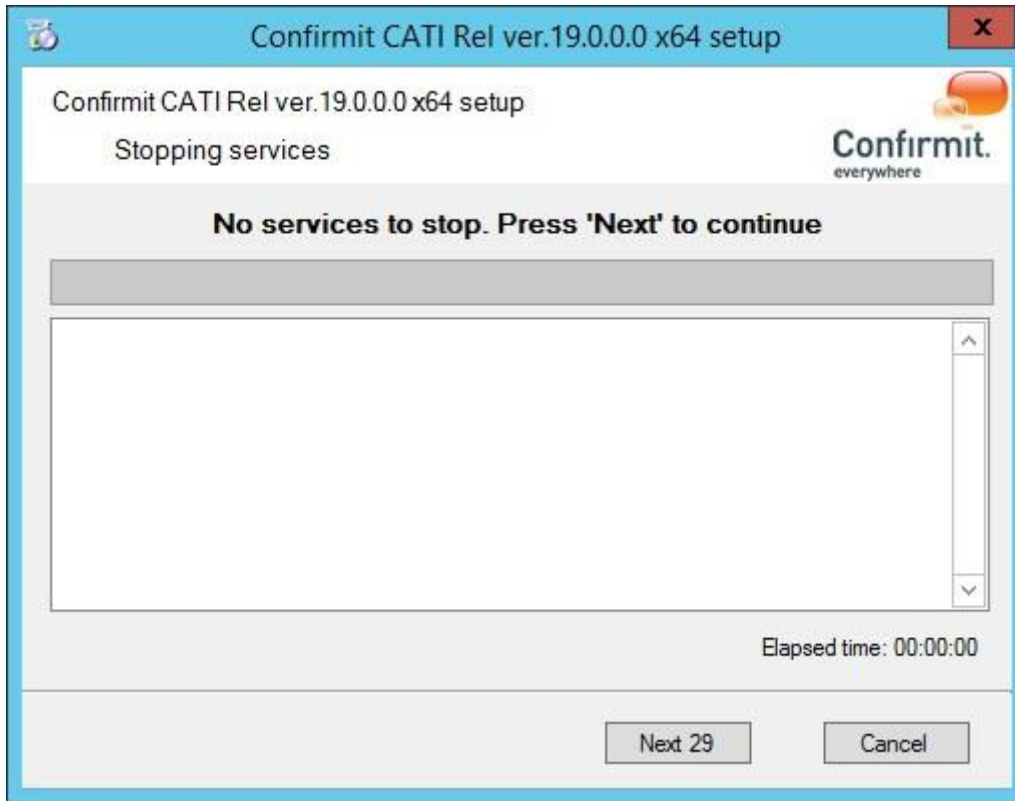 Confirmit CATI Rel ver.19.0.0.0 x64 setup
x
Confirmit CATI Rel ver.19.0.0.0 x64 setup
Stopping services
Confirmit.
everywhere
No services to stop. Press 'Next' to continue
Elapsed time: 00:00:00
Next 29
Cancel